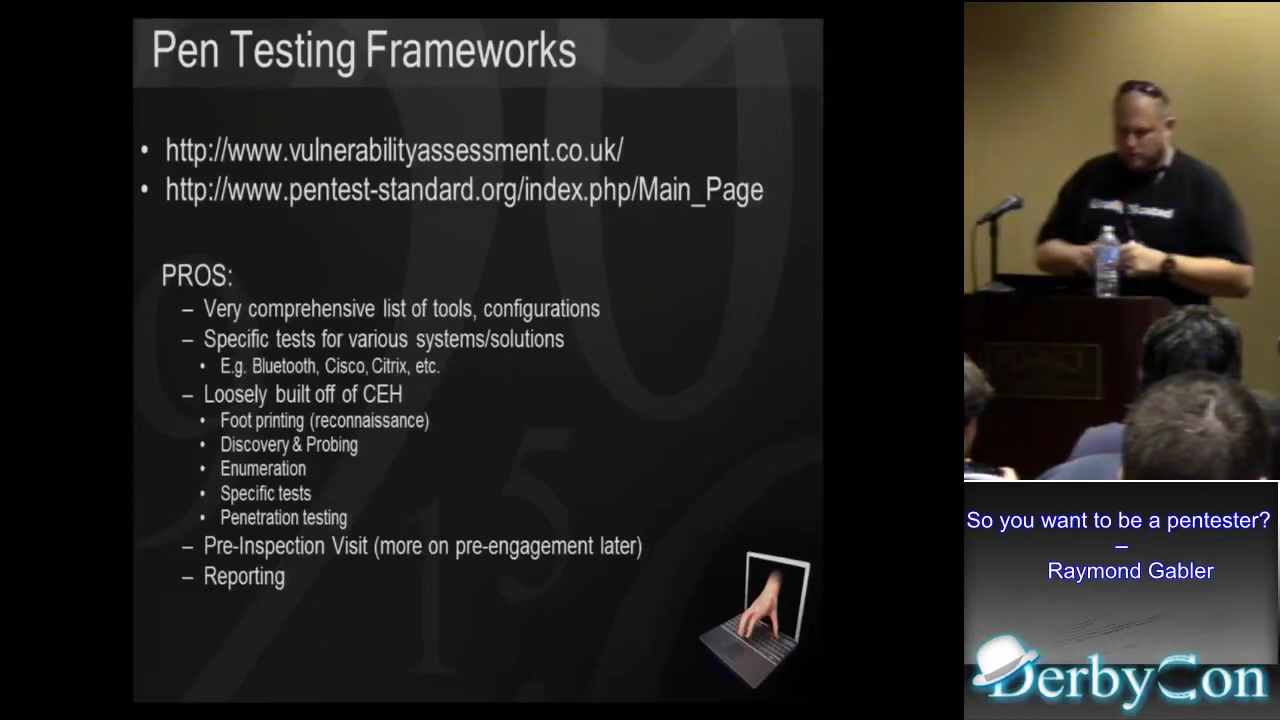 Pen Testing Frameworks
• http://www.vulnerabilityassessment.co.uk/
• http://www.pentest-standard.org/index.php/Main_Page
PROS:
– Very comprehensive list of tools, configurations
– Specific tests for various systems/solutions
• E.g. Bluetooth, Cisco, Citrix, etc.
– Loosely built off of CEH
• Foot printing (reconnaissance)
• Discovery & Probing
• Enumeration
• Specific tests
• Penetration testing
– Pre-Inspection Visit (more on pre-engagement later)
– Reporting
So you want to be a pentester?
–
Raymond Gabler
DerbyCon